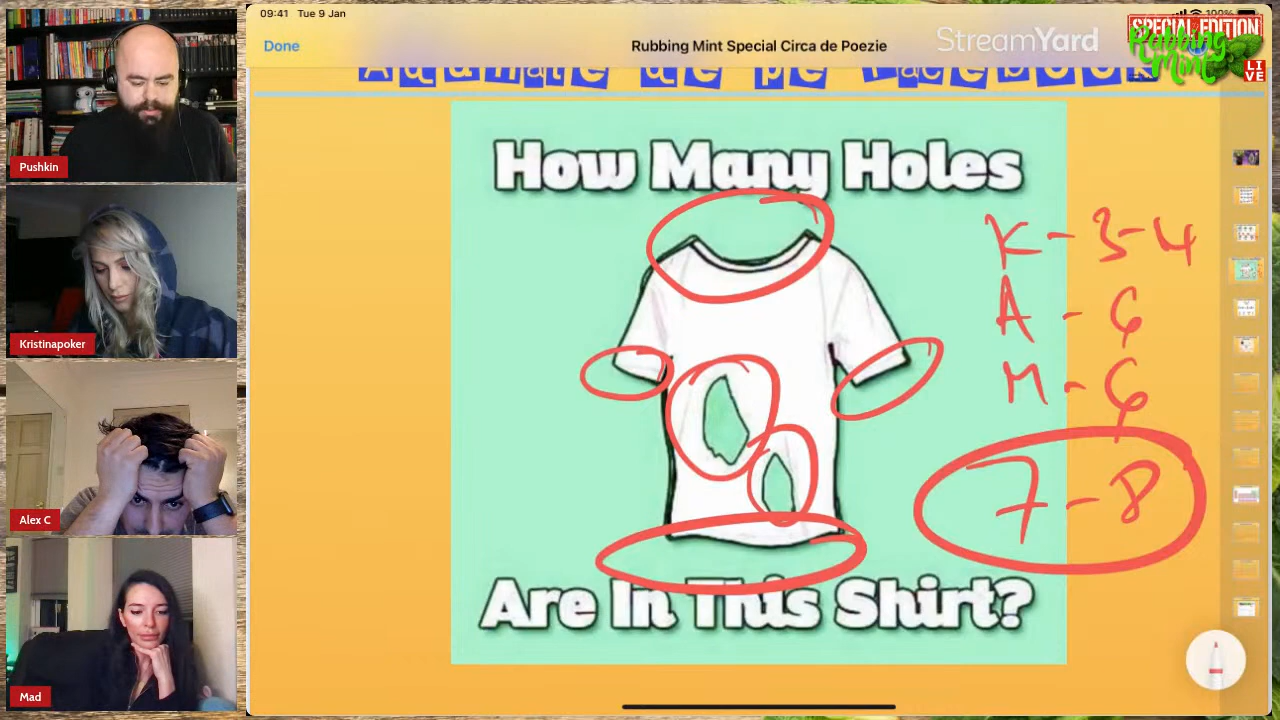 09:41 Tue 9 Jan
Done
Rubbing Mint Special Circa de Poezie
StreamYard
SPECIAL EDITION
Rubbing
Mint
LIVE
How Many Holes
Are In This Shirt?
K - 3-4
A - 6
M - 6
7-8
Pushkin
Kristinapoker
Alex C
Mad